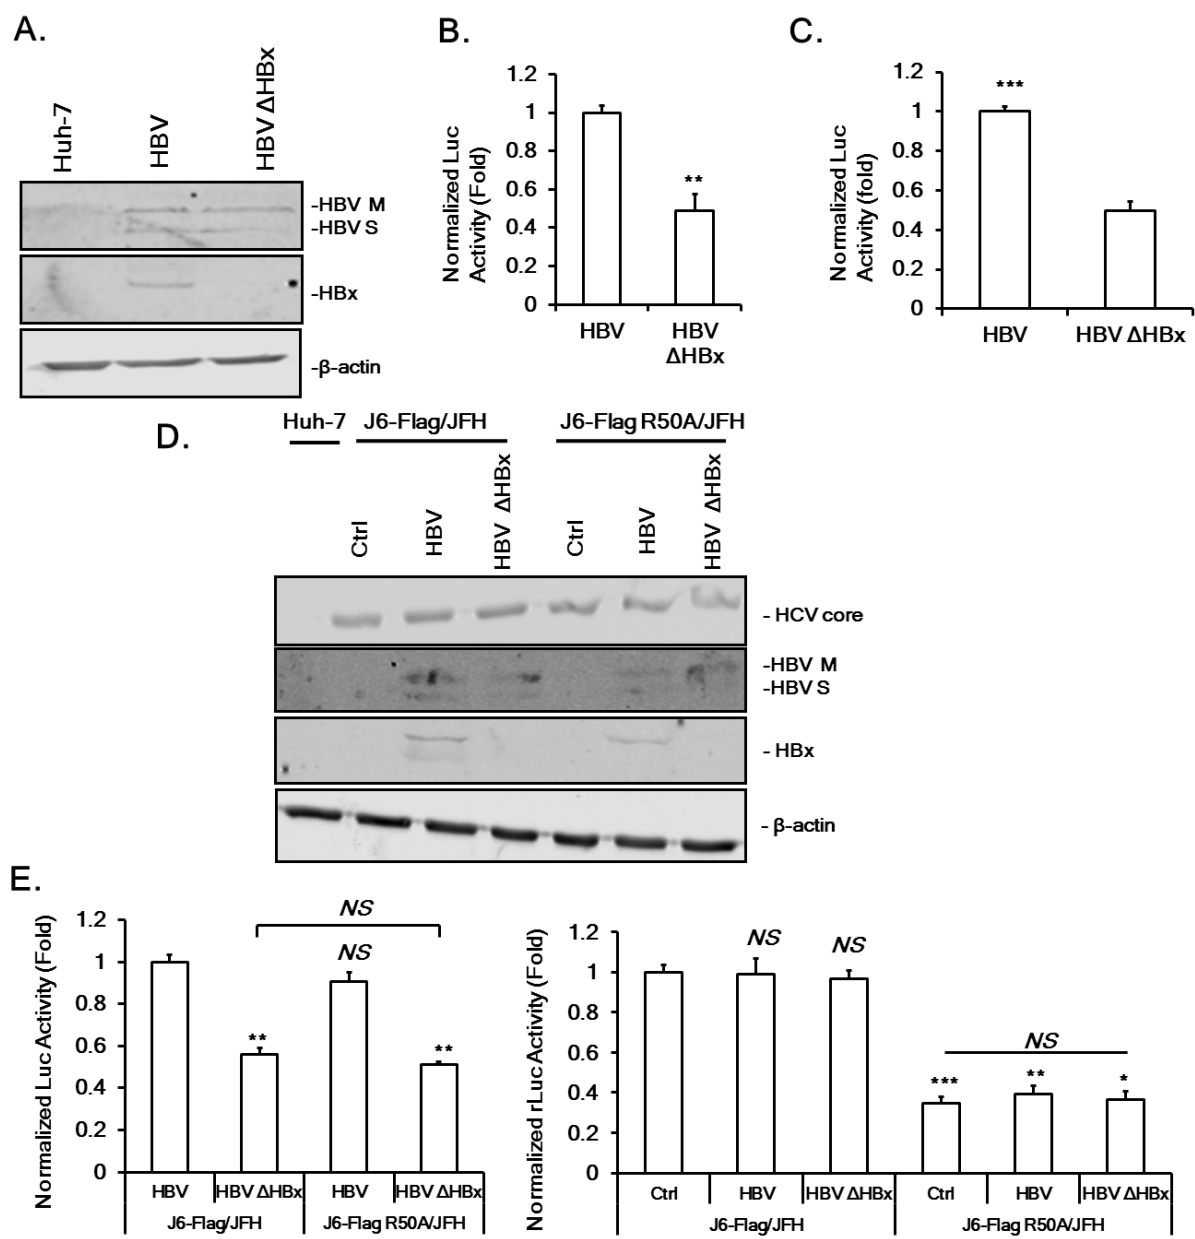 A.
Huh-7
HBV
HBV ΔHBx
-HBV M
-HBV S
-HBx
-β-actin
B.
Normalized Luc
Activity (Fold)
1.2
1
0.8
0.6
0.4
0.2
0
**
HBV
HBV
ΔHBx
C.
Normalized Luc
Activity (fold)
1.2
1
0.8
0.6
0.4
0.2
0
***
HBV
HBV ΔHBx
D.
Huh-7
J6-Flag/JFH
J6-Flag R50A/JFH
Ctrl
HBV
HBV ΔHBx
Ctrl
HBV
HBV ΔHBx
- HCV core
-HBV M
-HBV S
- HBx
- β-actin
E.
Normalized Luc Activity (Fold)
1.2
1
0.8
0.6
0.4
0.2
0
NS
NS
**
**
HBV
HBV ΔHBx
HBV
HBV ΔHBx
J6-Flag/JFH
J6-Flag R50A/JFH
Normalized rLuc Activity (Fold)
1.2
1
0.8
0.6
0.4
0.2
0
NS
NS
NS
***
**
*
Ctrl
HBV
HBV ΔHBx
Ctrl
HBV
HBV ΔHBx
J6-Flag/JFH
J6-Flag R50A/JFH